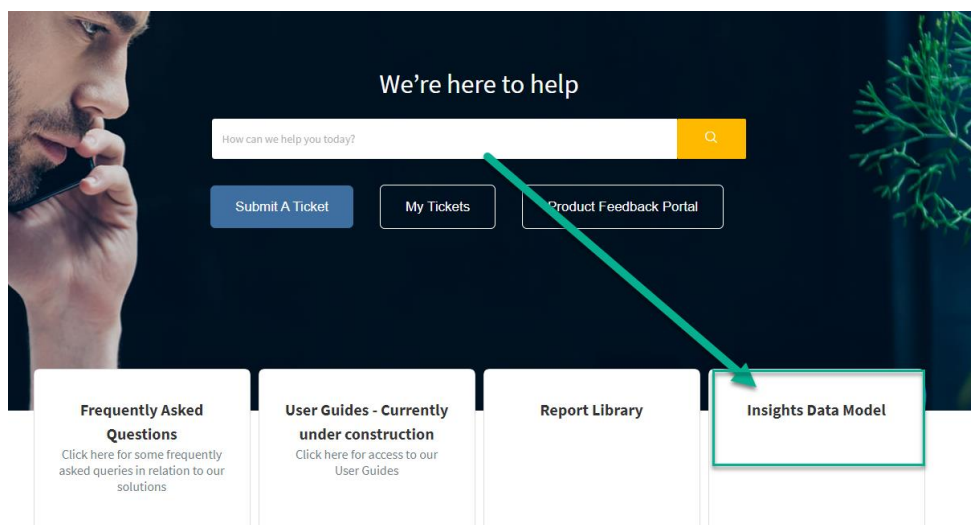 We’re here to help
How can we help you today?
Submit A Ticket
My Tickets
Product Feedback Portal
Frequently Asked
Questions
Click here for some frequently
asked queries in relation to our
solutions
User Guides - Currently
under construction
Click here for access to our
User Guides
Report Library
Insights Data Model